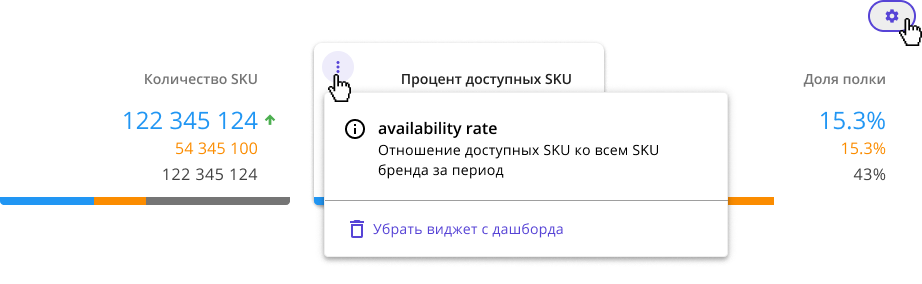 Количество SKU
122 345 124
54 345 100
122 345 124
Процент доступных SKU
availability rate
Отношение доступных SKU ко всем SKU
бренда за период
Убрать виджет с дашборда
Доля полки
15.3%
15.3%
43%